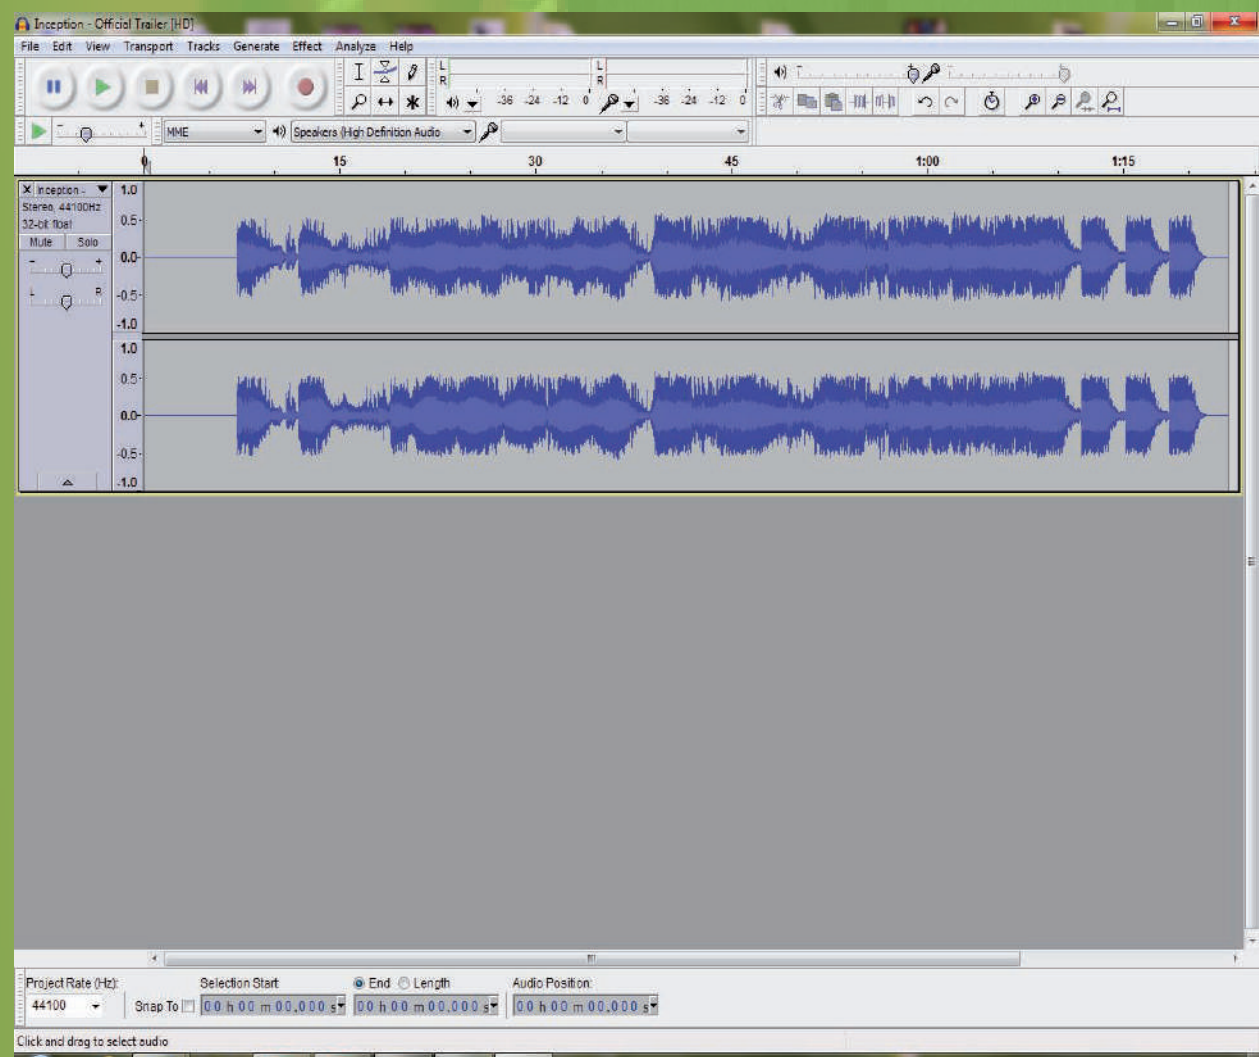 Inception - Official Trailer [HD]
File Edit View Transport Tracks Generate Effect Analyze Help
L
R
L
R
-36 -24 -12 0
-36 -24 -12 0
MME
Speakers (High Definition Audio
0 15 30 45 1:00 1:15
X Inception -
Stereo, 44100Hz
32-bit float
Mute Solo
- +
L R
1.0
0.5
0.0
-0.5
-1.0
1.0
0.5
0.0
-0.5
-1.0
Project Rate (Hz): Selection Start End Length Audio Position:
44100 Snap To 00 h 00 m 00.000 s 00 h 00 m 00.000 s 00 h 00 m 00.000 s
Click and drag to select audio